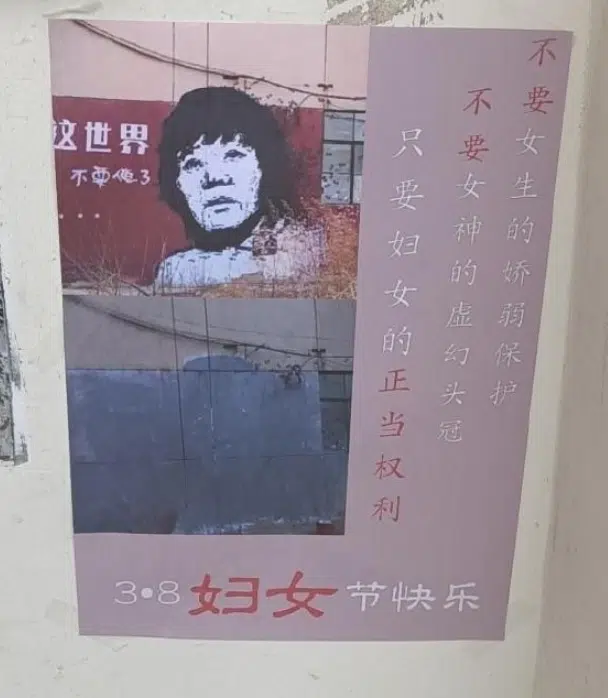 不要女生的娇弱保护
不要女神的虚幻头冠
只要妇女的正当权利
这世界
不要俺了
...
3•8妇女节快乐